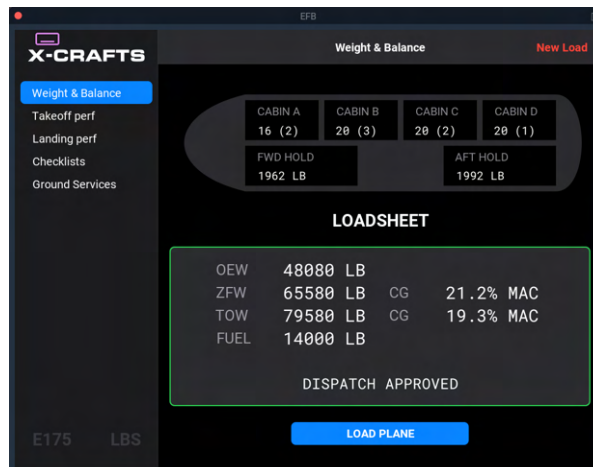 EFB
X-CRAFTS
Weight & Balance
New Load
Weight & Balance
Takeoff perf
Landing perf
Checklists
Ground Services
CABIN A CABIN B CABIN C CABIN D
16 (2) 20 (3) 20 (2) 20 (1)
FWD HOLD AFT HOLD
1962 LB 1992 LB
LOADSHEET
OEW 48080 LB
ZFW 65580 LB CG 21.2% MAC
TOW 79580 LB CG 19.3% MAC
FUEL 14000 LB
DISPATCH APPROVED
LOAD PLANE
E175 LBS